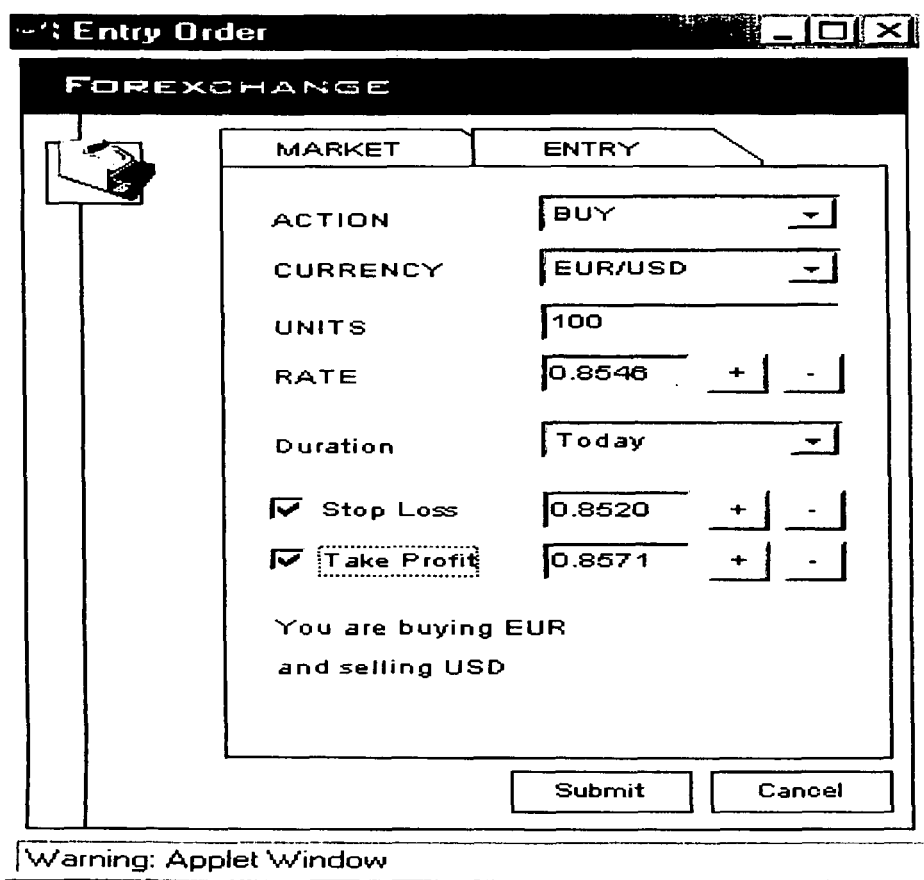 Entry Order
FOREXCHANGE
MARKET ENTRY
ACTION BUY
CURRENCY EUR/USD
UNITS 100
RATE 0.8546 + -
Duration Today
Stop Loss 0.8520 + -
Take Profit 0.8571 + -
You are buying EUR
and selling USD
Submit Cancel
Warning: Applet Window